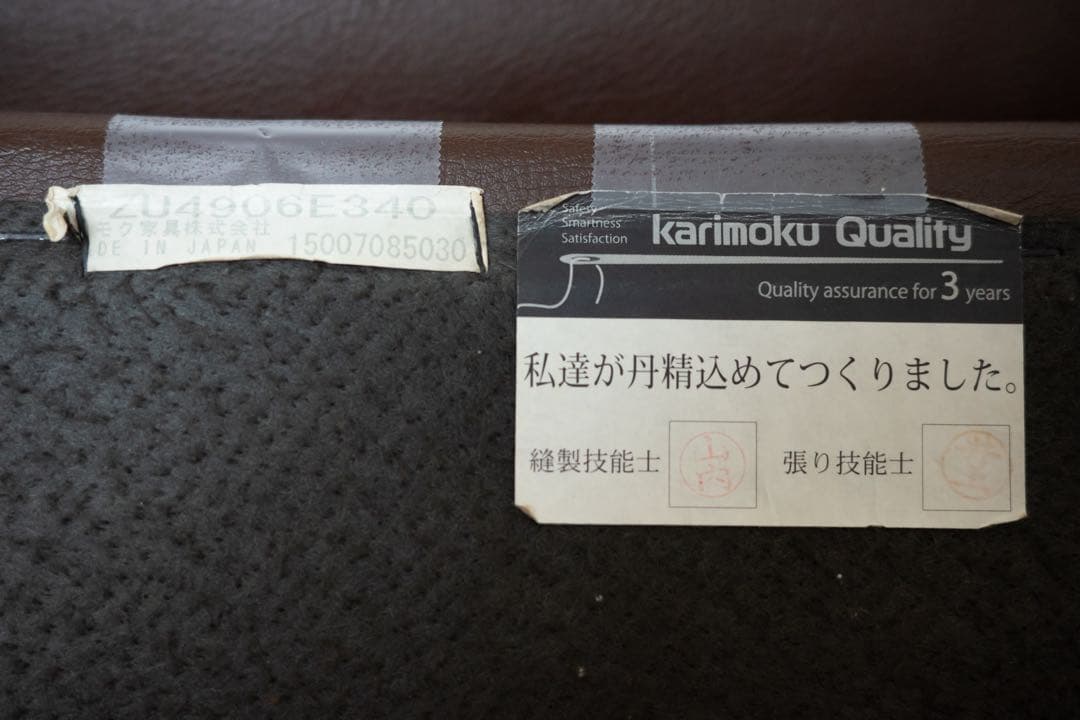 ZU4906E340
モク家具株式会社
DE IN JAPAN 15007085030
Safety
Smartness
Satisfaction
karimoku Quality
Quality assurance for 3 years
私達が丹精込めてつくりました。
縫製技能士 山内 張り技能士